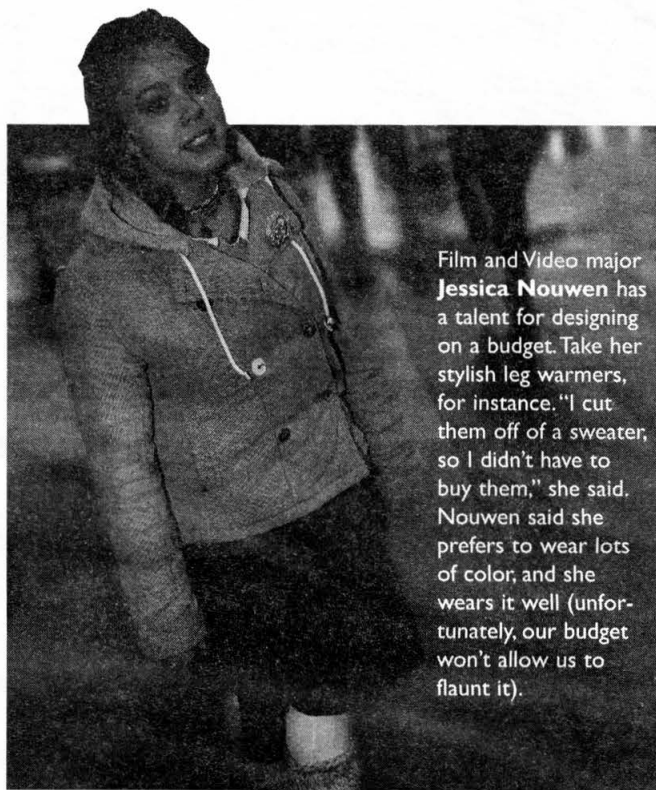 Film and Video major
Jessica Nouwen has
a talent for designing
on a budget. Take her
stylish leg warmers,
for instance. “I cut
them off of a sweater,
so I didn’t have to
buy them,” she said.
Nouwen said she
prefers to wear lots
of color, and she
wears it well (unfor-
tunately, our budget
won’t allow us to
flaunt it).